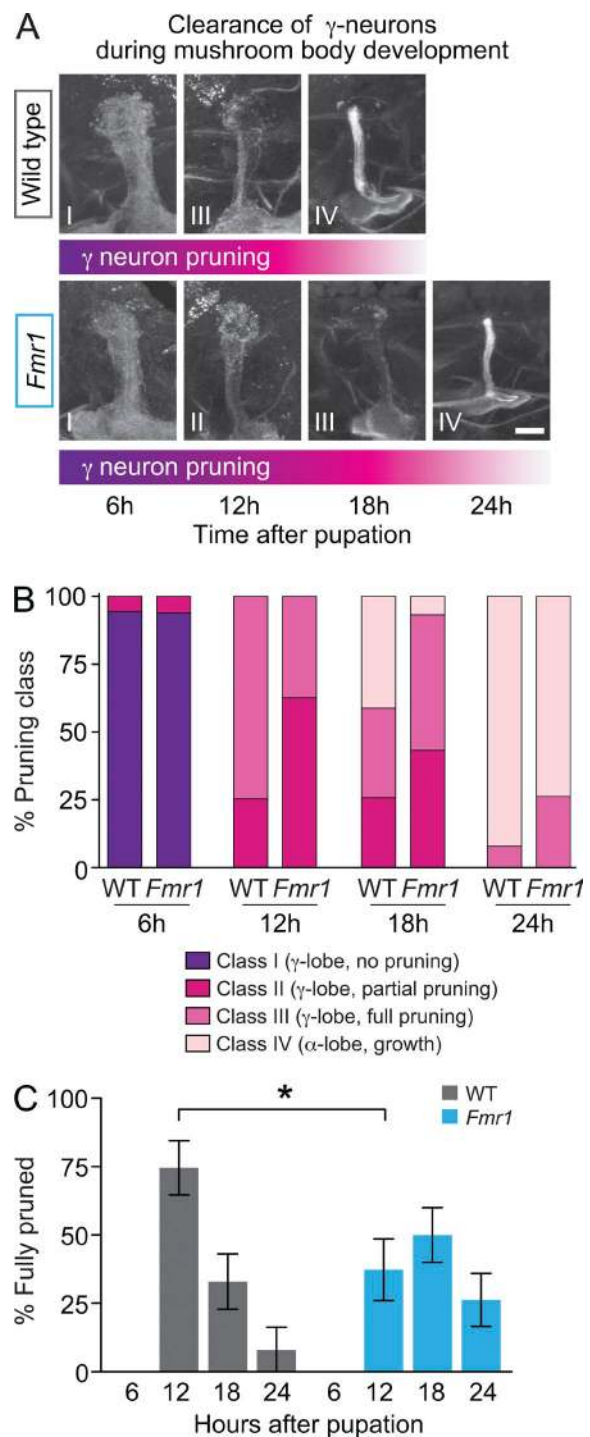 A
Clearance of γ-neurons
during mushroom body development
Wild type
I
III
IV
γ neuron pruning
Fmr1
I
II
III
IV
γ neuron pruning
6h 12h 18h 24h
Time after pupation
B
% Pruning class
100
75
50
25
0
WT Fmr1 WT Fmr1 WT Fmr1 WT Fmr1
6h 12h 18h 24h
Class I (γ-lobe, no pruning)
Class II (γ-lobe, partial pruning)
Class III (γ-lobe, full pruning)
Class IV (α-lobe, growth)
C
% Fully pruned
100
75
50
25
0
*
WT
Fmr1
6 12 18 24 6 12 18 24
Hours after pupation